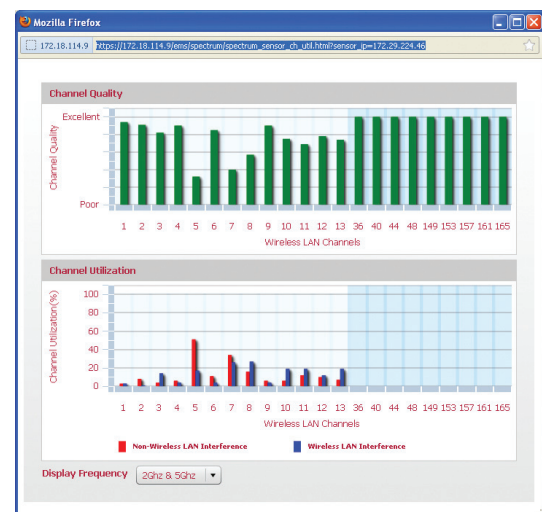 Mozilla Firefox
172.18.114.9 https://172.18.114.9/ems/spectrum/spectrum_sensor_ch_util.html?sensor_ip=172.29.224.46
Channel Quality
Excellent
Channel Quality
Poor
1 2 3 4 5 6 7 8 9 10 11 12 13 36 40 44 48 149 153 157 161 165
Wireless LAN Channels
Channel Utilization
Channel Utilization(%)
100
80
60
40
20
0
1 2 3 4 5 6 7 8 9 10 11 12 13 36 40 44 48 149 153 157 161 165
Wireless LAN Channels
Non-Wireless LAN Interference Wireless LAN Interference
Display Frequency 2Ghz & 5Ghz